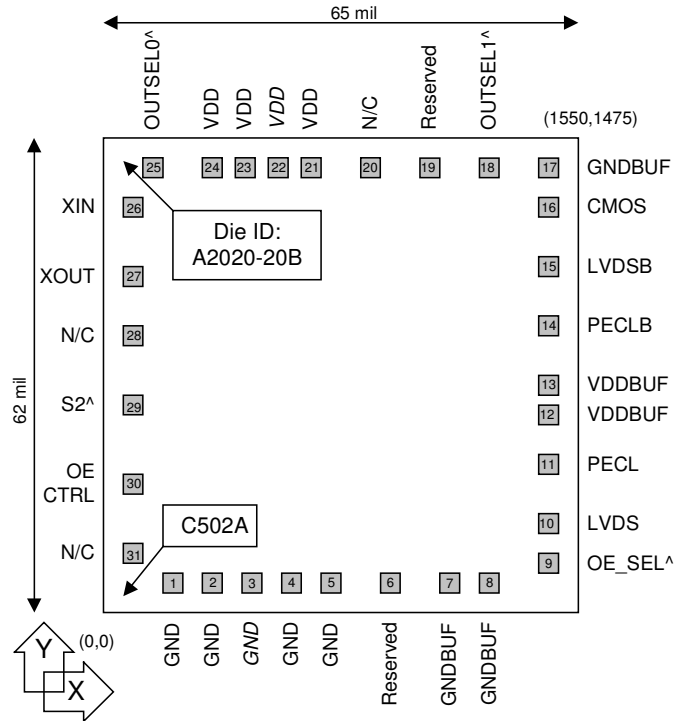 65 mil
OUTSEL0^
VDD
VDD
VDD
VDD
N/C
Reserved
OUTSEL1^
(1550,1475)
25
24
23
22
21
20
19
18
17
GNDBUF
XIN
26
16
CMOS
Die ID:
A2020-20B
XOUT
27
15
LVDSB
N/C
28
14
PECLB
62 mil
S2^
29
13
VDDBUF
12
VDDBUF
OE
CTRL
30
11
PECL
C502A
10
LVDS
N/C
31
9
OE_SEL^
1
2
3
4
5
6
7
8
Y
X
(0,0)
GND
GND
GND
GND
GND
Reserved
GNDBUF
GNDBUF